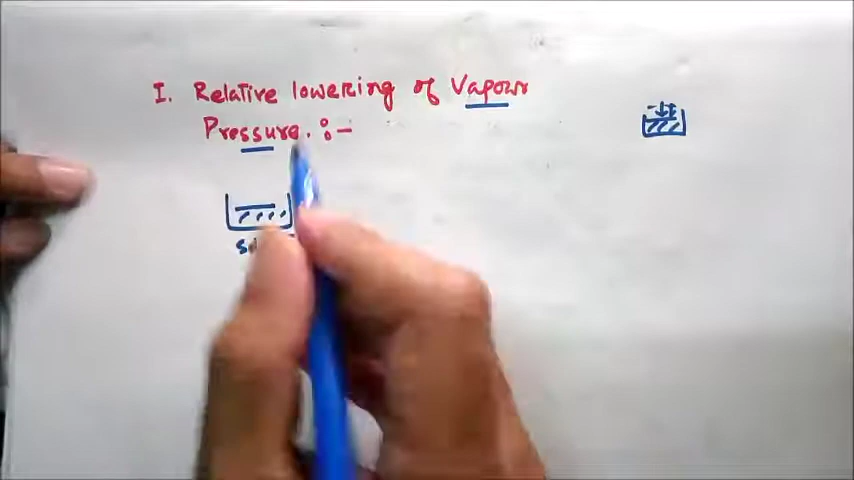 I. Relative lowering of Vapour
Pressure. :-